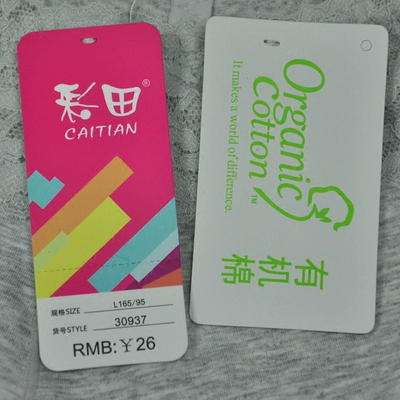 彩田®
CAITIAN
规格SIZE L165/95
货号STYLE 30937
RMB:￥26
Organic
cotton™
It makes a world of difference.
有机
棉